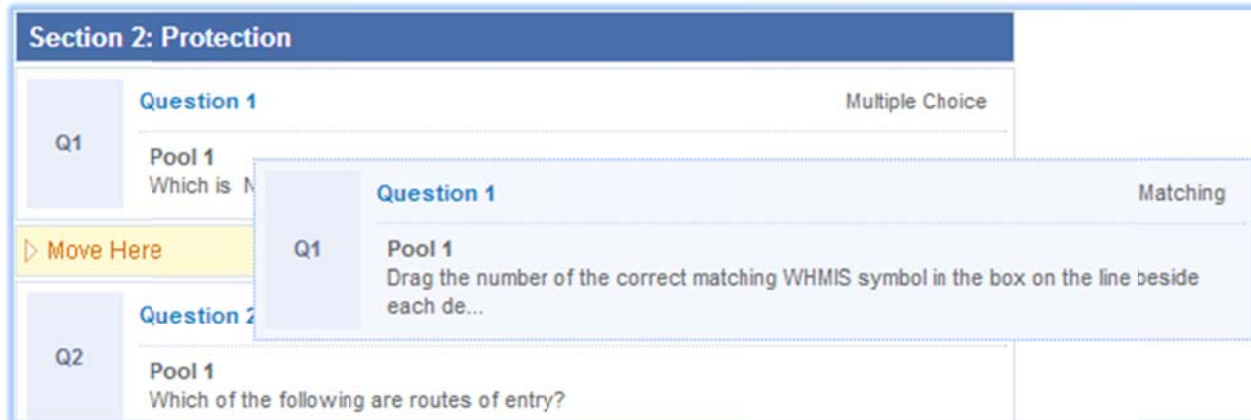 Section 2: Protection
Question 1
Multiple Choice
Q1
Pool 1
Which is
Move Here
Question 1
Matching
Q1
Pool 1
Drag the number of the correct matching WHMIS symbol in the box on the line beside
each de...
Question 2
Q2
Pool 1
Which of the following are routes of entry?